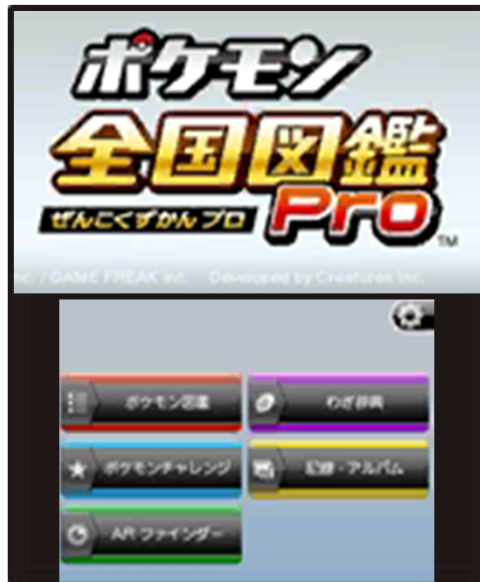 ポケモン
全国図鑑
ぜんこくずかん プロ Pro
TM
nc. / GAME FREAK inc. Developed by Creatures Inc.
ポケモン図鑑 わざ辞典
ポケモンチャレンジ 記録・アルバム
AR ファインダー